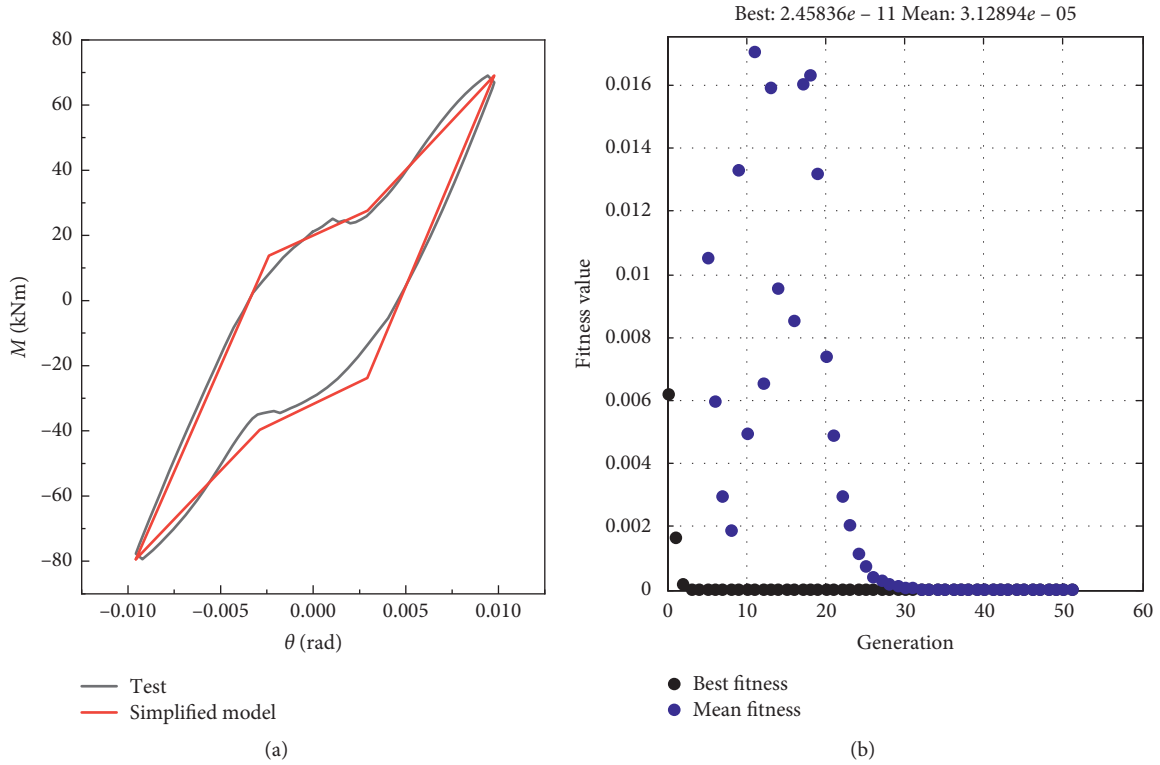 80
60
40
20
0
−20
−40
−60
−80
M (kNm)
−0.010
−0.005
0.000
0.005
0.010
θ (rad)
Test
Simplified model
(a)
Best: 2.45836e – 11 Mean: 3.12894e – 05
0.016
0.014
0.012
0.01
0.008
0.006
0.004
0.002
0
Fitness value
0
10
20
30
40
50
60
Generation
Best fitness
Mean fitness
(b)